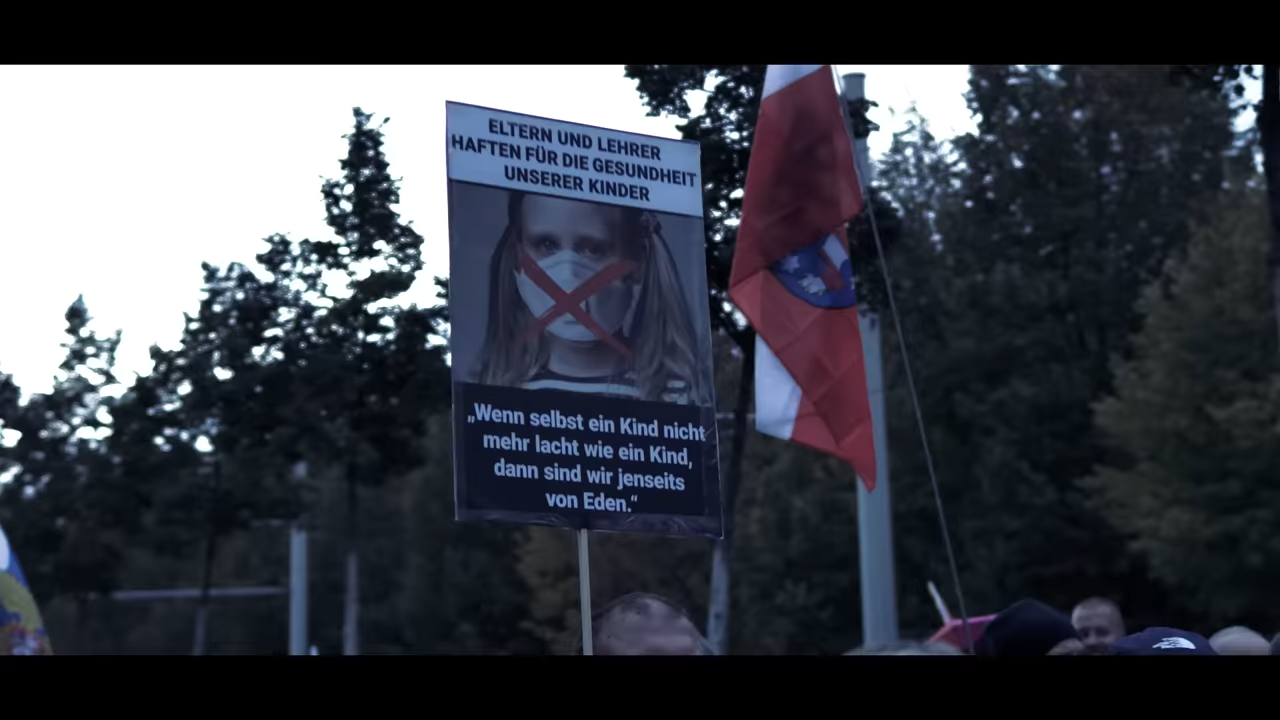 ELTERN UND LEHRER
HAFTEN FÜR DIE GESUNDHEIT
UNSERER KINDER
„Wenn selbst ein Kind nicht
mehr lacht wie ein Kind,
dann sind wir jenseits
von Eden.“